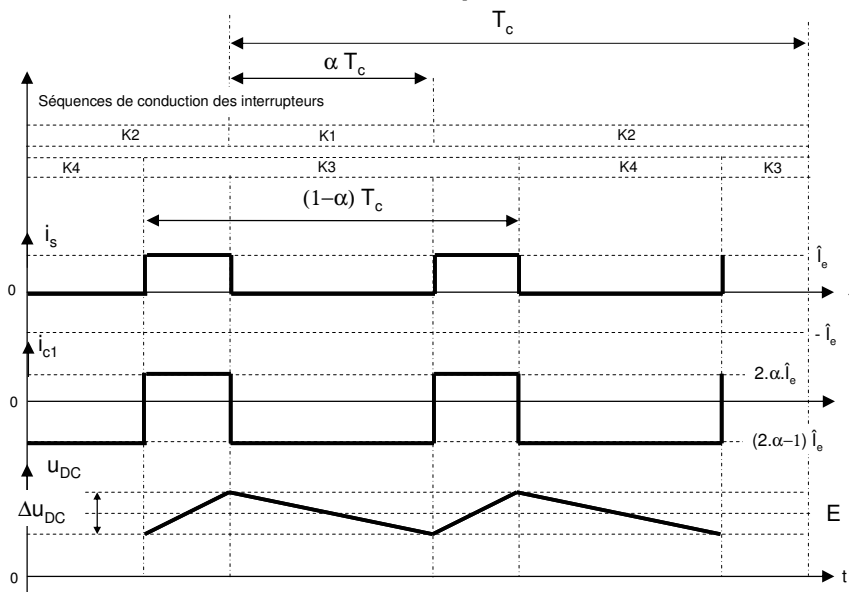 T_c
α T_c
Séquences de conduction des interrupteurs
K2 K1 K2
K4 K3 K4 K3
(1−α) T_c
i_s
Î_e
0
- Î_e
i_c1
2.α.Î_e
0
(2.α−1) Î_e
u_DC
Δu_DC
E
0
t